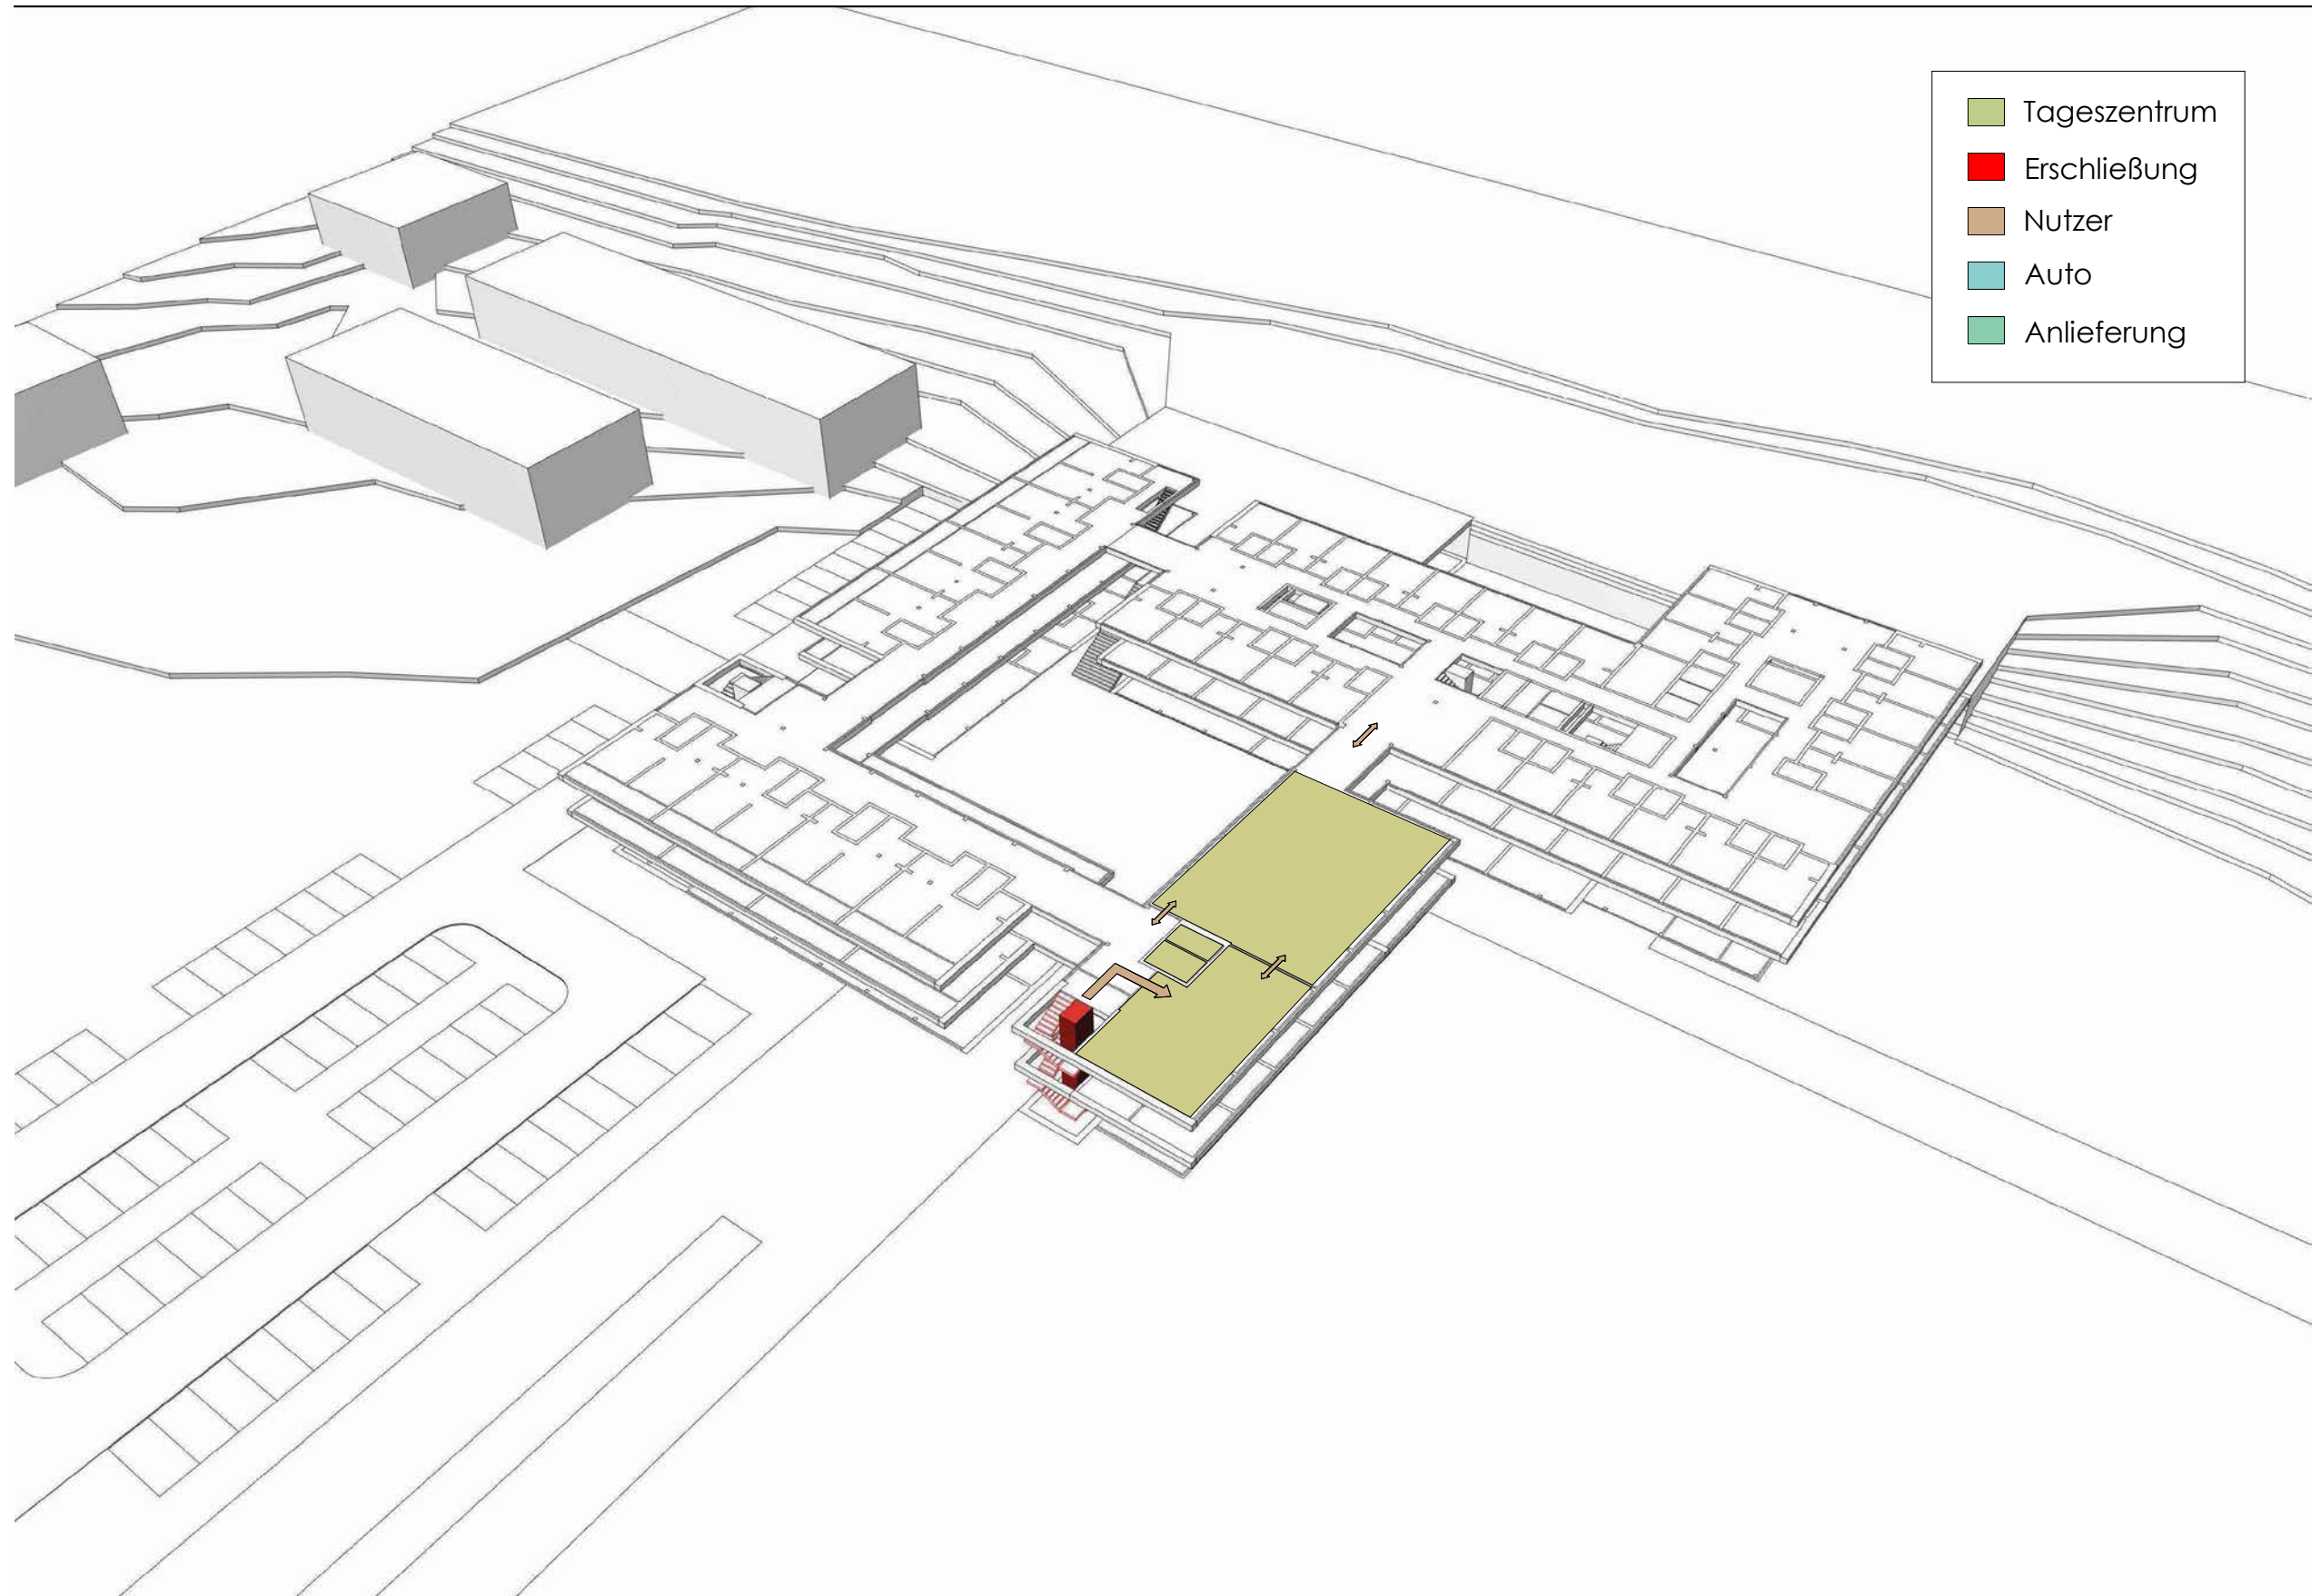 Tageszentrum
Erschließung
Nutzer
Auto
Anlieferung